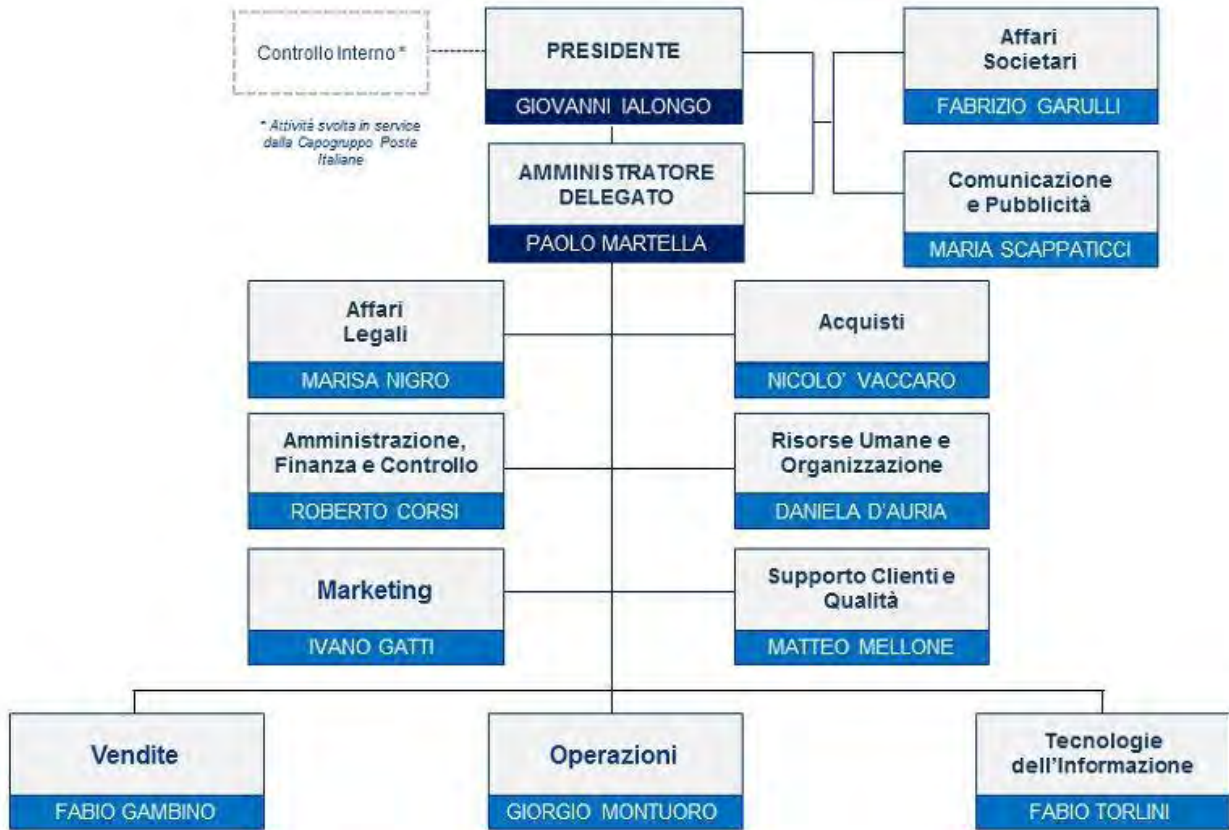 Controllo Interno *
* Attività svolta in service
dalla Capogruppo Poste
Italiane
PRESIDENTE
GIOVANNI IALONGO
AMMINISTRATORE
DELEGATO
PAOLO MARTELLA
Affari
Societari
FABRIZIO GARULLI
Comunicazione
e Pubblicità
MARIA SCAPPATICCI
Affari
Legali
MARISA NIGRO
Acquisti
NICOLO' VACCARO
Amministrazione,
Finanza e Controllo
ROBERTO CORSI
Risorse Umane e
Organizzazione
DANIELA D'AURIA
Marketing
IVANO GATTI
Supporto Clienti e
Qualità
MATTEO MELLONE
Vendite
FABIO GAMBINO
Operazioni
GIORGIO MONTUORO
Tecnologie
dell'Informazione
FABIO TORLINI